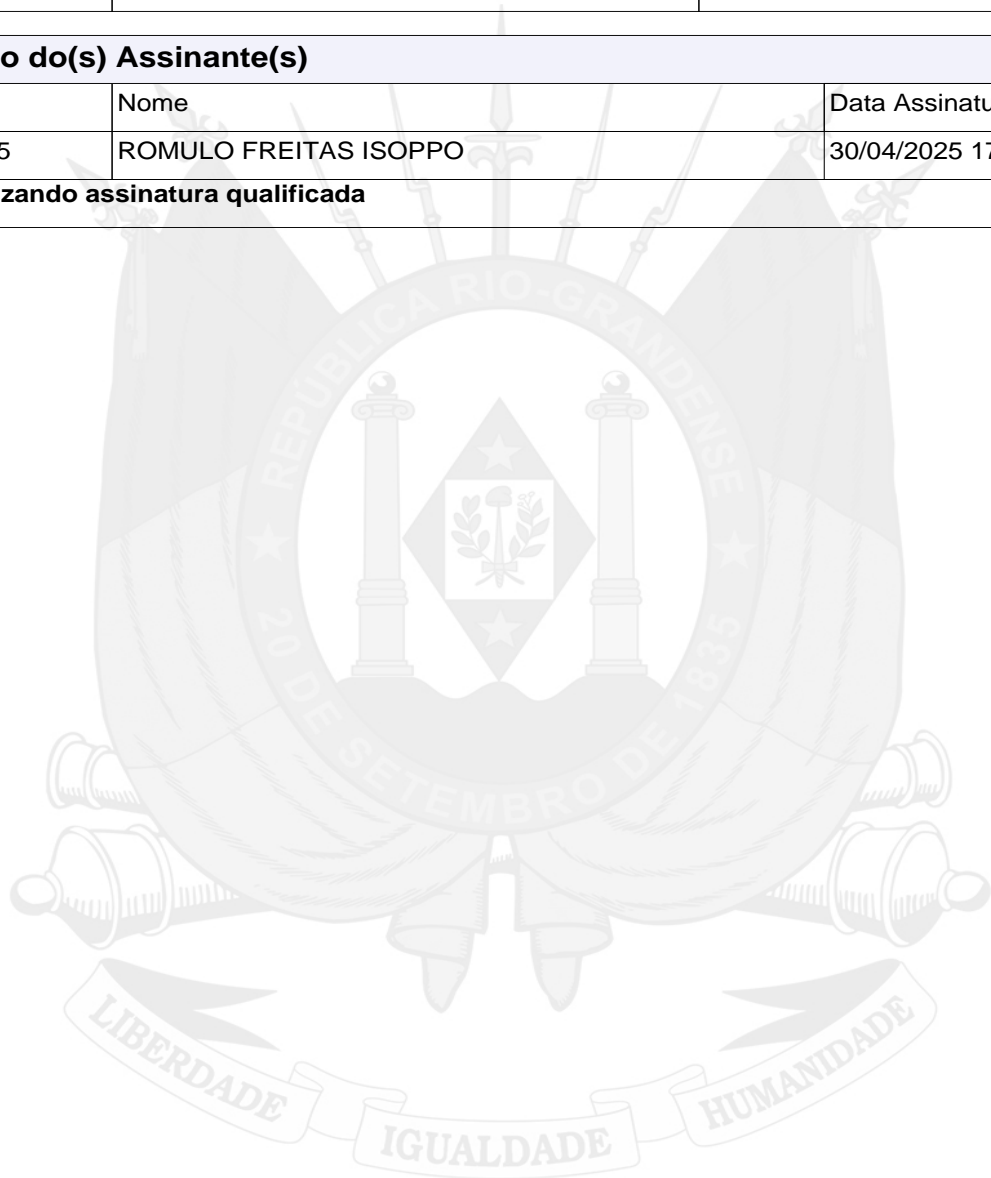 o do(s) Assinante(s)
Nome Data Assinatu
5 ROMULO FREITAS ISOPPO 30/04/2025 17
zando assinatura qualificada
REPÚBLICA RIO-GRANDENSE
20 DE SETEMBRO DE 1835
LIBERDADE IGUALDADE HUMANIDADE